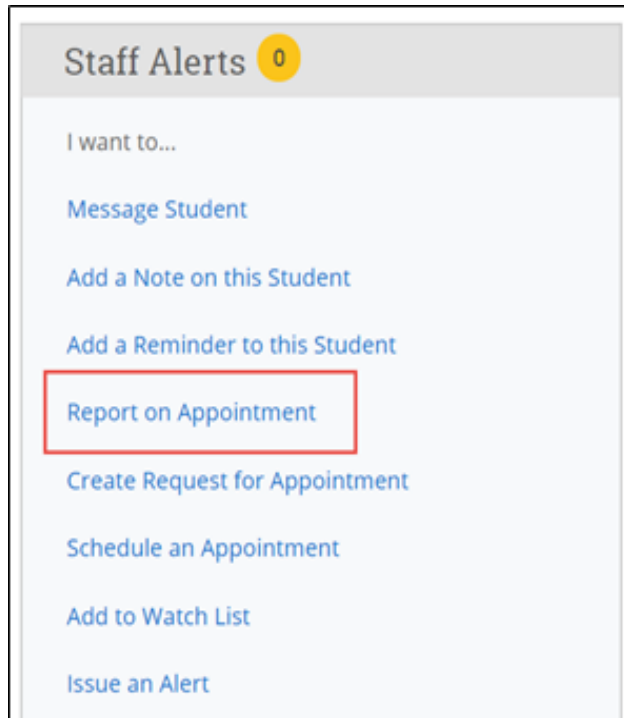 Staff Alerts 0
I want to...
Message Student
Add a Note on this Student
Add a Reminder to this Student
Report on Appointment
Create Request for Appointment
Schedule an Appointment
Add to Watch List
Issue an Alert